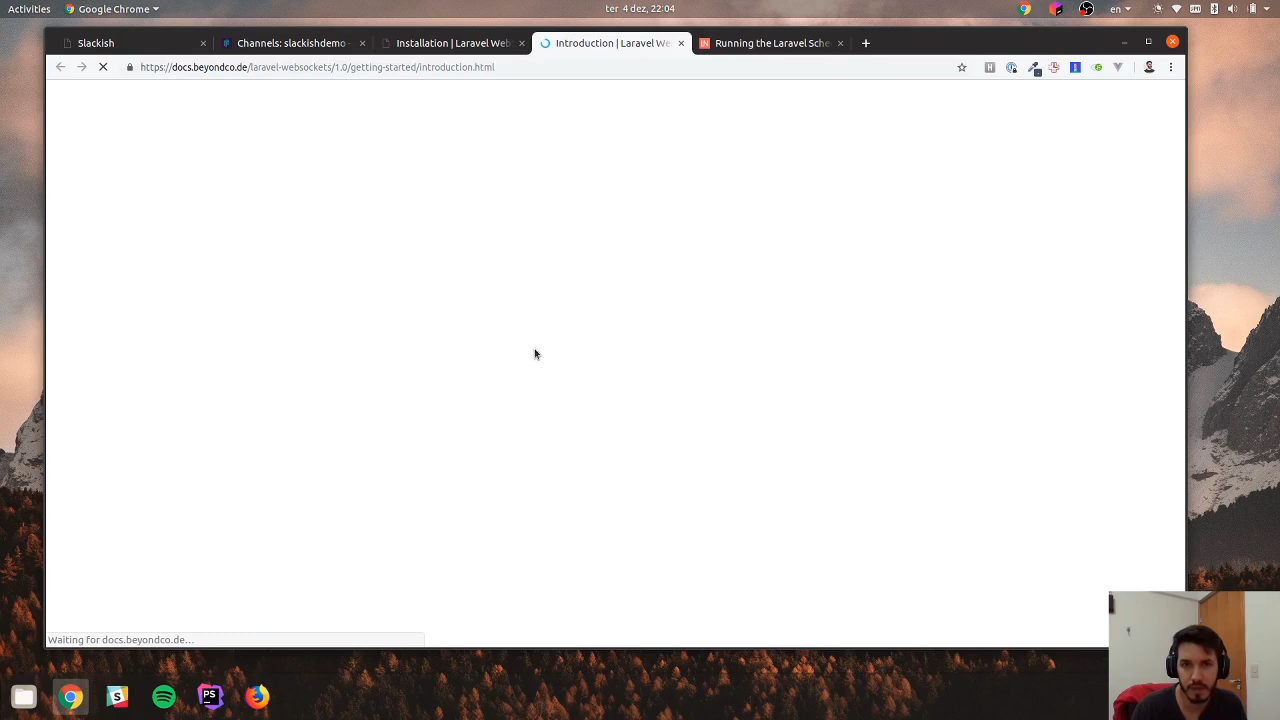 Activities Google Chrome ter 4 dez, 22:04 en
Slackish Channels: slackishdemo - Installation | Laravel Web Introduction | Laravel We Running the Laravel Sche
https://docs.beyondco.de/laravel-websockets/1.0/getting-started/introduction.html
Waiting for docs.beyondco.de...
S PS